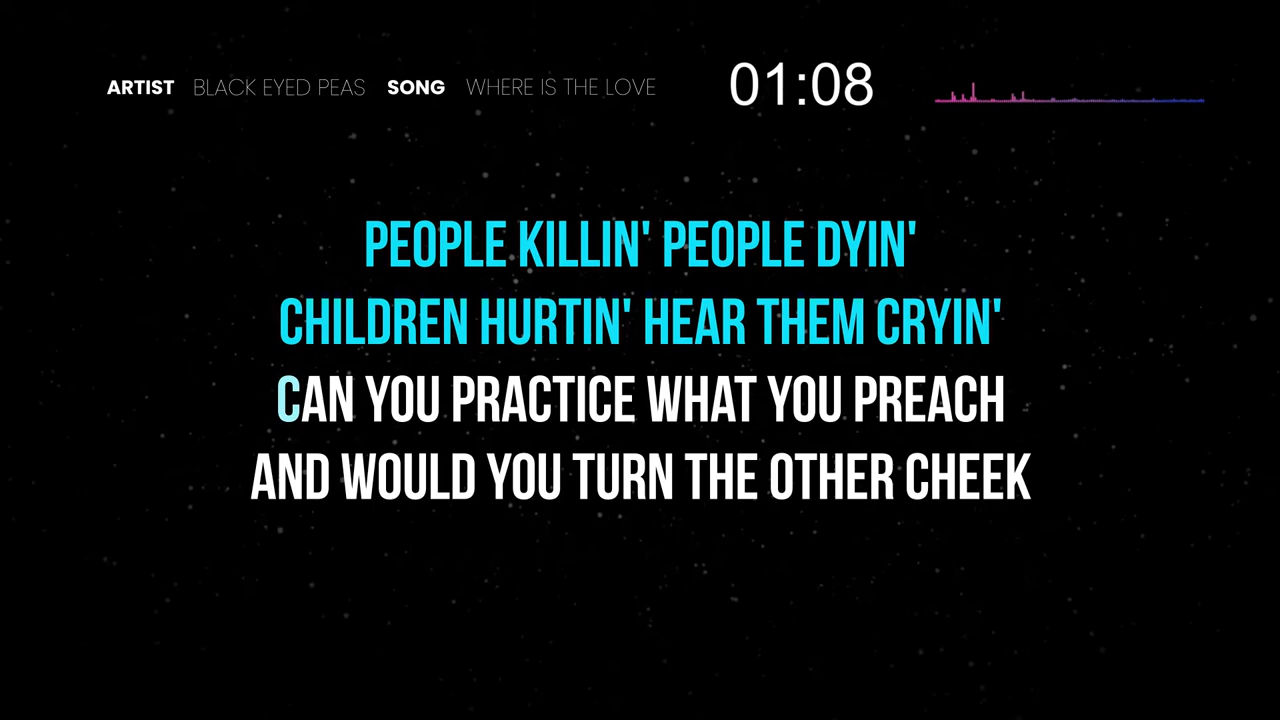 ARTIST BLACK EYED PEAS SONG WHERE IS THE LOVE 01:08
PEOPLE KILLIN' PEOPLE DYIN'
CHILDREN HURTIN' HEAR THEM CRYIN'
CAN YOU PRACTICE WHAT YOU PREACH
AND WOULD YOU TURN THE OTHER CHEEK